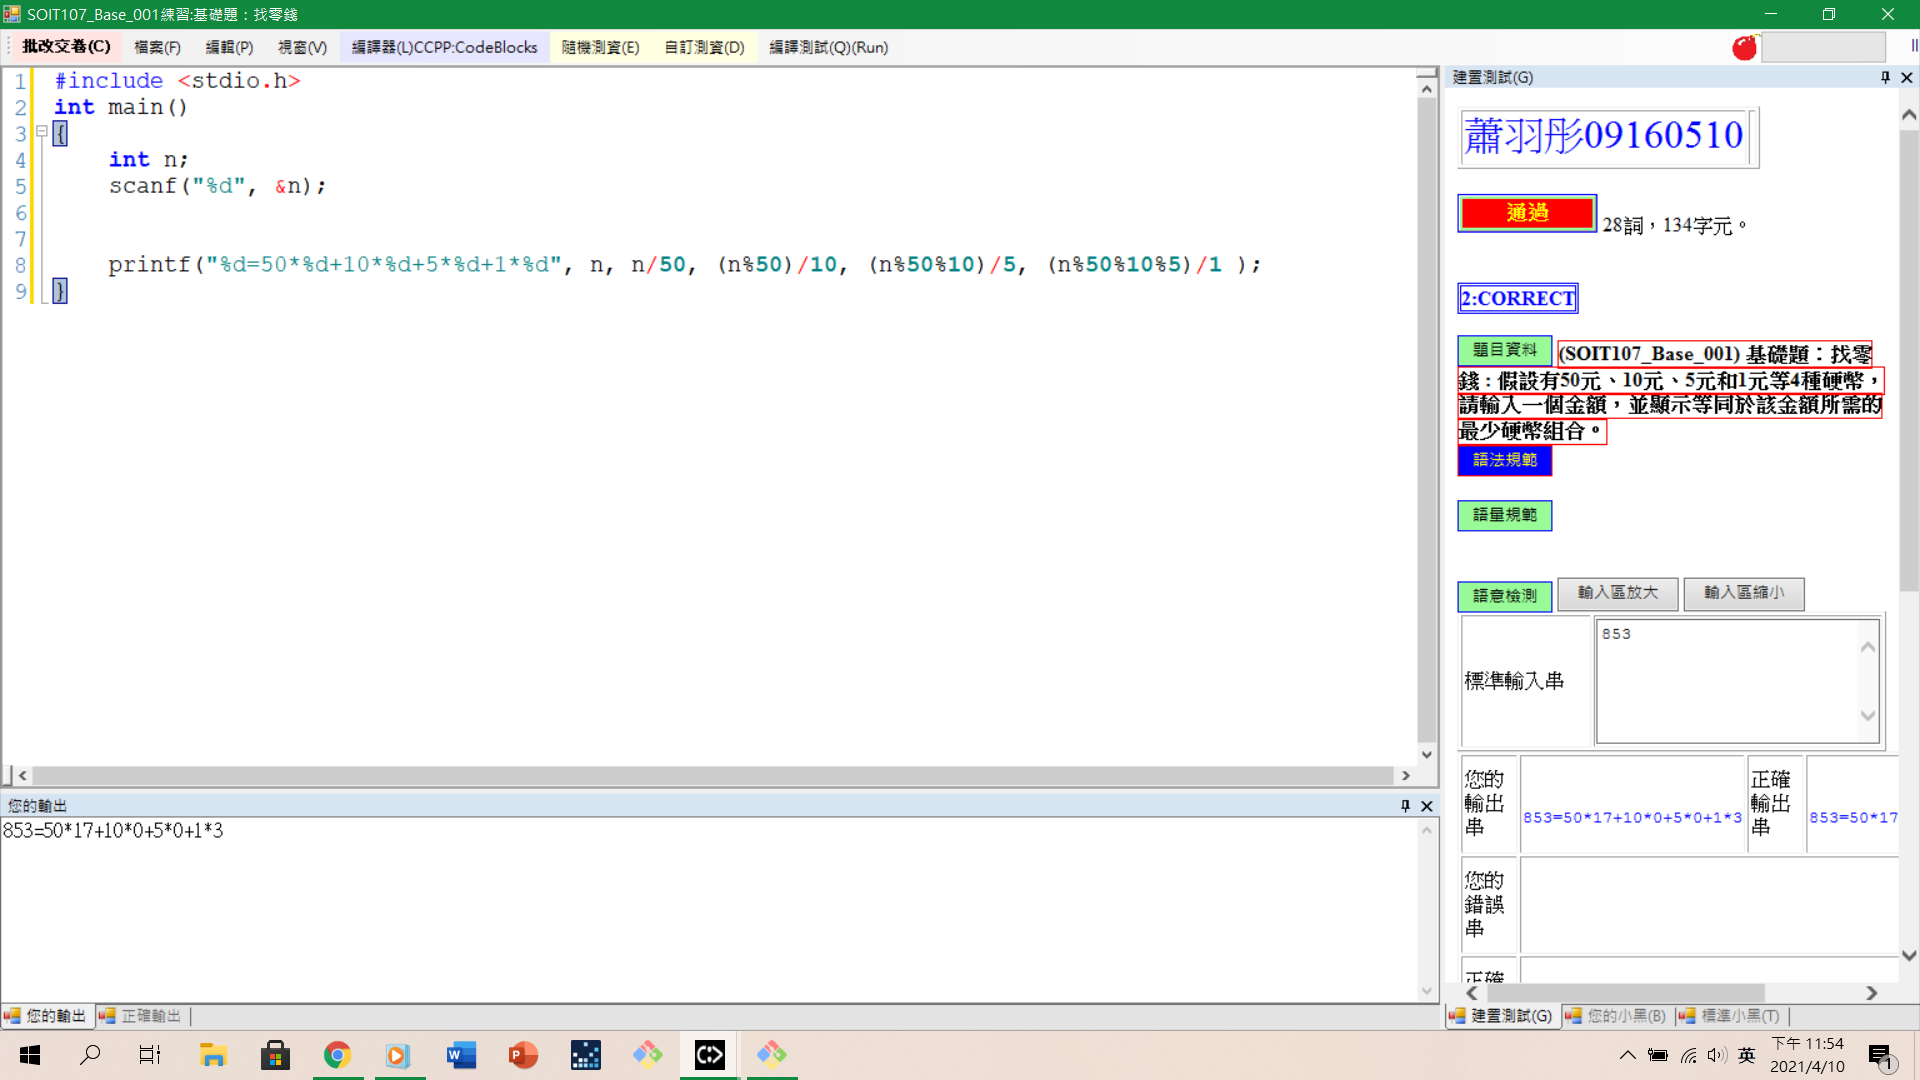 SOIT107_Base_001練習:基礎題：找零錢
批改交卷(C) 檔案(F) 編輯(P) 視窗(V) 編譯器(L)CCPP:CodeBlocks 隨機測資(E) 自訂測資(D) 編譯測試(Q)(Run)
1 #include <stdio.h>
2 int main()
3 {
4 int n;
5 scanf("%d", &n);
6
7
8 printf("%d=50*%d+10*%d+5*%d+1*%d", n, n/50, (n%50)/10, (n%50%10)/5, (n%50%10%5)/1 );
9 }
您的輸出
853=50*17+10*0+5*0+1*3
您的輸出 正確輸出
建置測試(G)
蕭羽彤09160510
通過 28詞，134字元。
2:CORRECT
題目資料 (SOIT107_Base_001) 基礎題：找零
錢：假設有50元、10元、5元和1元等4種硬幣，
請輸入一個金額，並顯示等同於該金額所需的
最少硬幣組合。
語法規範
語量規範
語意檢測 輸入區放大 輸入區縮小
標準輸入串 853
您的輸出串 853=50*17+10*0+5*0+1*3 正確輸出串 853=50*17
您的錯誤串
正確
建置測試(G) 您的小黑(B) 標準小黑(T)
英 下午 11:54
2021/4/10
1